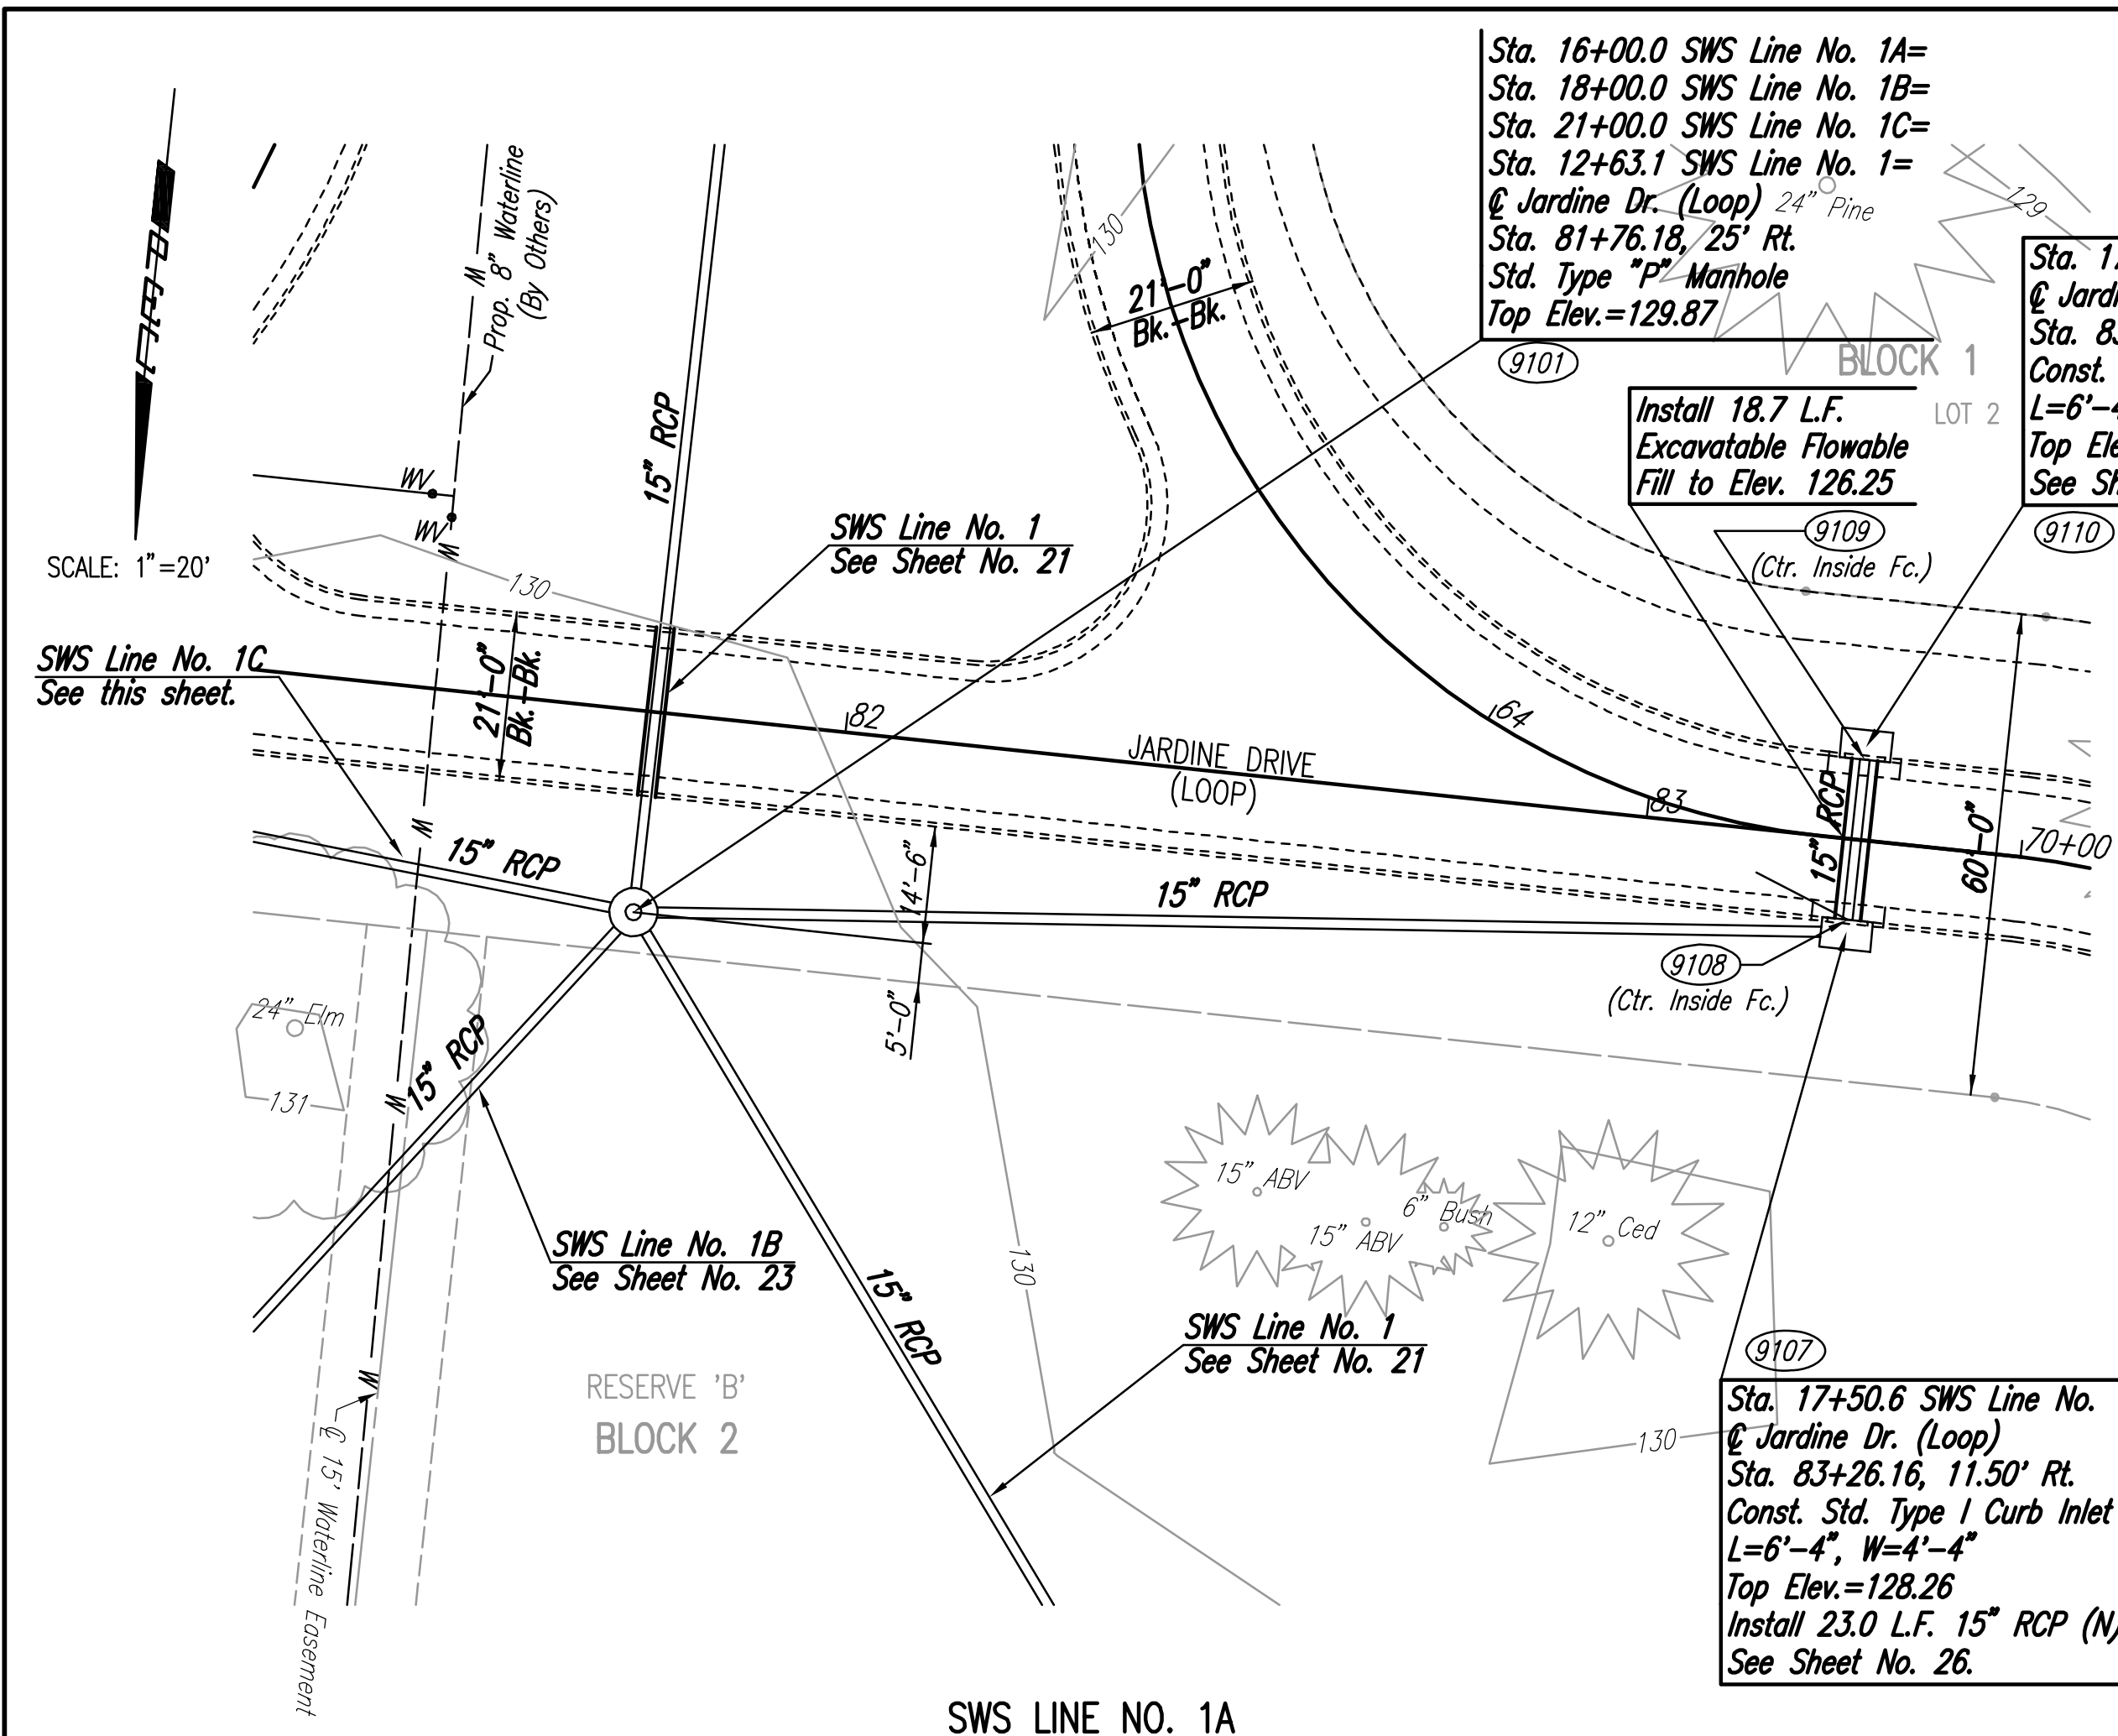 Sta. 16+00.0 SWS Line No. 1A=
Sta. 18+00.0 SWS Line No. 1B=
Sta. 21+00.0 SWS Line No. 1C=
Sta. 12+63.1 SWS Line No. 1=
℄ Jardine Dr. (Loop)
Sta. 81+76.18, 25' Rt.
Std. Type "P" Manhole
Top Elev.=129.87
9101
24" Pine
129
BLOCK 1
LOT 2
Sta.
℄
Const.
See
9110
Install 18.7 L.F.
Excavatable Flowable
Fill to Elev. 126.25
9109
(Ctr. Inside Fc.)
Prop. 8" Waterline
(By Others)
W
130
21'-0"
Bk.-Bk.
15" RCP
WV
WV
W
SCALE: 1"=20'
130
SWS Line No. 1
See Sheet No. 21
SWS Line No. 1C
See this sheet.
21'-0"
Bk.-Bk.
82
JARDINE DRIVE
(LOOP)
64
83
15" RCP
60'-0"
70+00
W
15" RCP
14'-6"
15" RCP
5'-0"
9108
(Ctr. Inside Fc.)
24" Elm
131
W
15" RCP
15" ABV
15" ABV
6" Bush
12" Ced
SWS Line No. 1B
See Sheet No. 23
15" RCP
130
SWS Line No. 1
See Sheet No. 21
RESERVE 'B'
BLOCK 2
W
℄ 15' Waterline Easement
130
9107
Sta. 17+50.6 SWS Line No.
℄ Jardine Dr. (Loop)
Sta. 83+26.16, 11.50' Rt.
Const. Std. Type I Curb Inlet
L=6'-4", W=4'-4"
Top Elev.=128.26
Install 23.0 L.F. 15" RCP (N)
See Sheet No. 26.
SWS LINE NO. 1A